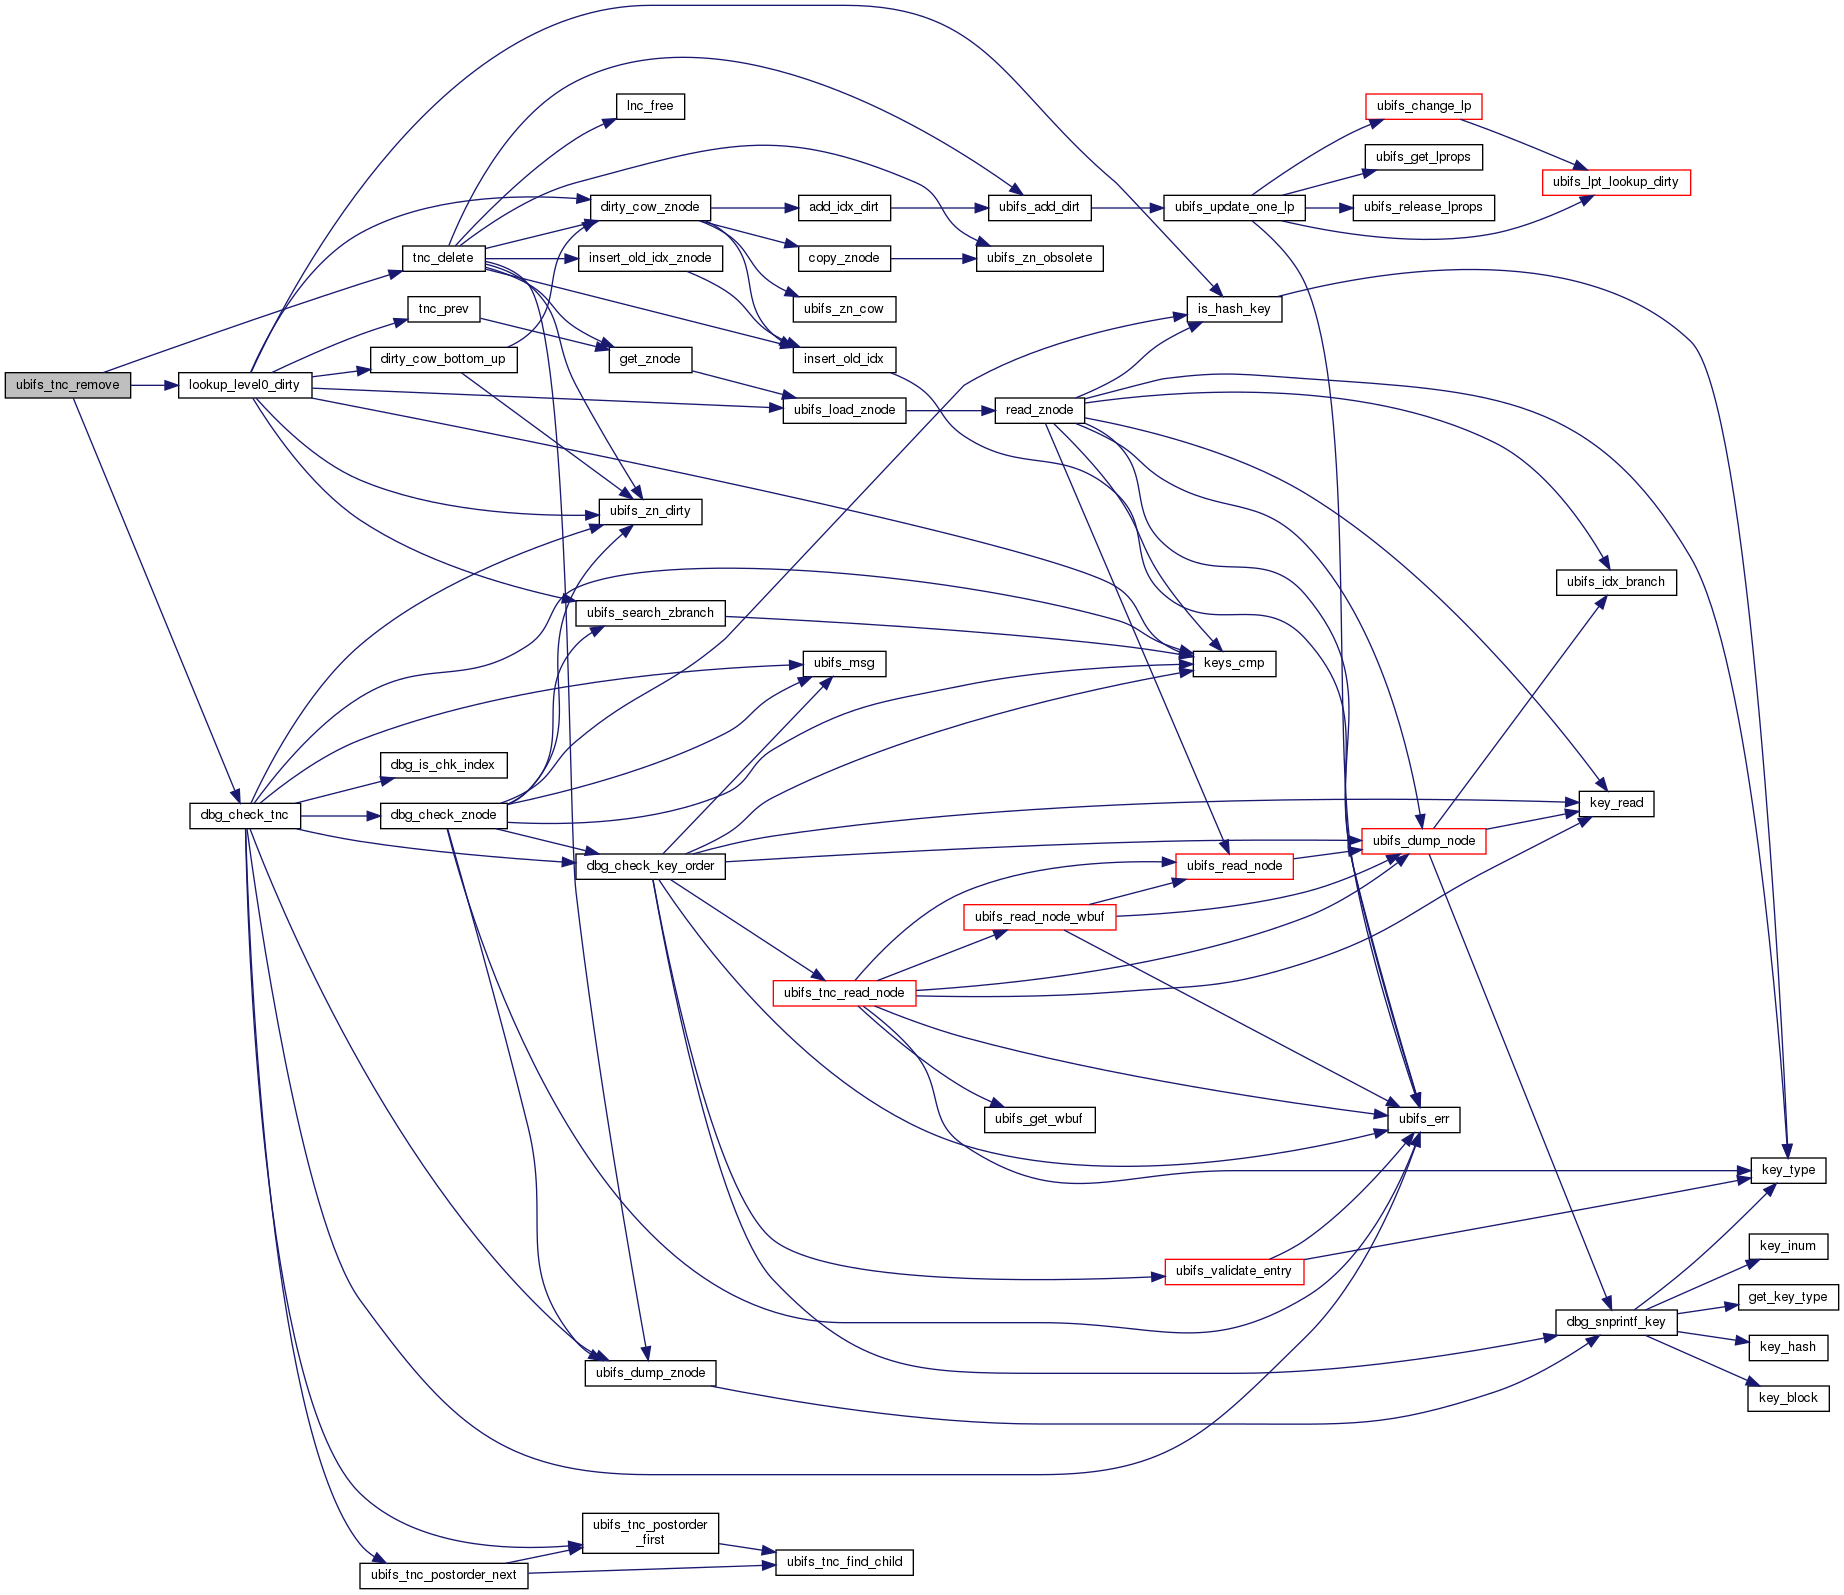 lnc_free
ubifs_change_lp
ubifs_get_lprops
ubifs_lpt_lookup_dirty
dirty_cow_znode
add_idx_dirt
ubifs_add_dirt
ubifs_update_one_lp
ubifs_release_lprops
tnc_delete
insert_old_idx_znode
copy_znode
ubifs_zn_obsolete
tnc_prev
ubifs_zn_cow
is_hash_key
dirty_cow_bottom_up
get_znode
insert_old_idx
ubifs_tnc_remove
lookup_level0_dirty
ubifs_load_znode
read_znode
ubifs_zn_dirty
ubifs_idx_branch
ubifs_search_zbranch
ubifs_msg
keys_cmp
dbg_is_chk_index
key_read
dbg_check_tnc
dbg_check_znode
ubifs_dump_node
dbg_check_key_order
ubifs_read_node
ubifs_read_node_wbuf
ubifs_tnc_read_node
ubifs_get_wbuf
ubifs_err
key_type
key_inum
ubifs_validate_entry
get_key_type
dbg_snprintf_key
key_hash
ubifs_dump_znode
key_block
ubifs_tnc_postorder
_first
ubifs_tnc_find_child
ubifs_tnc_postorder_next